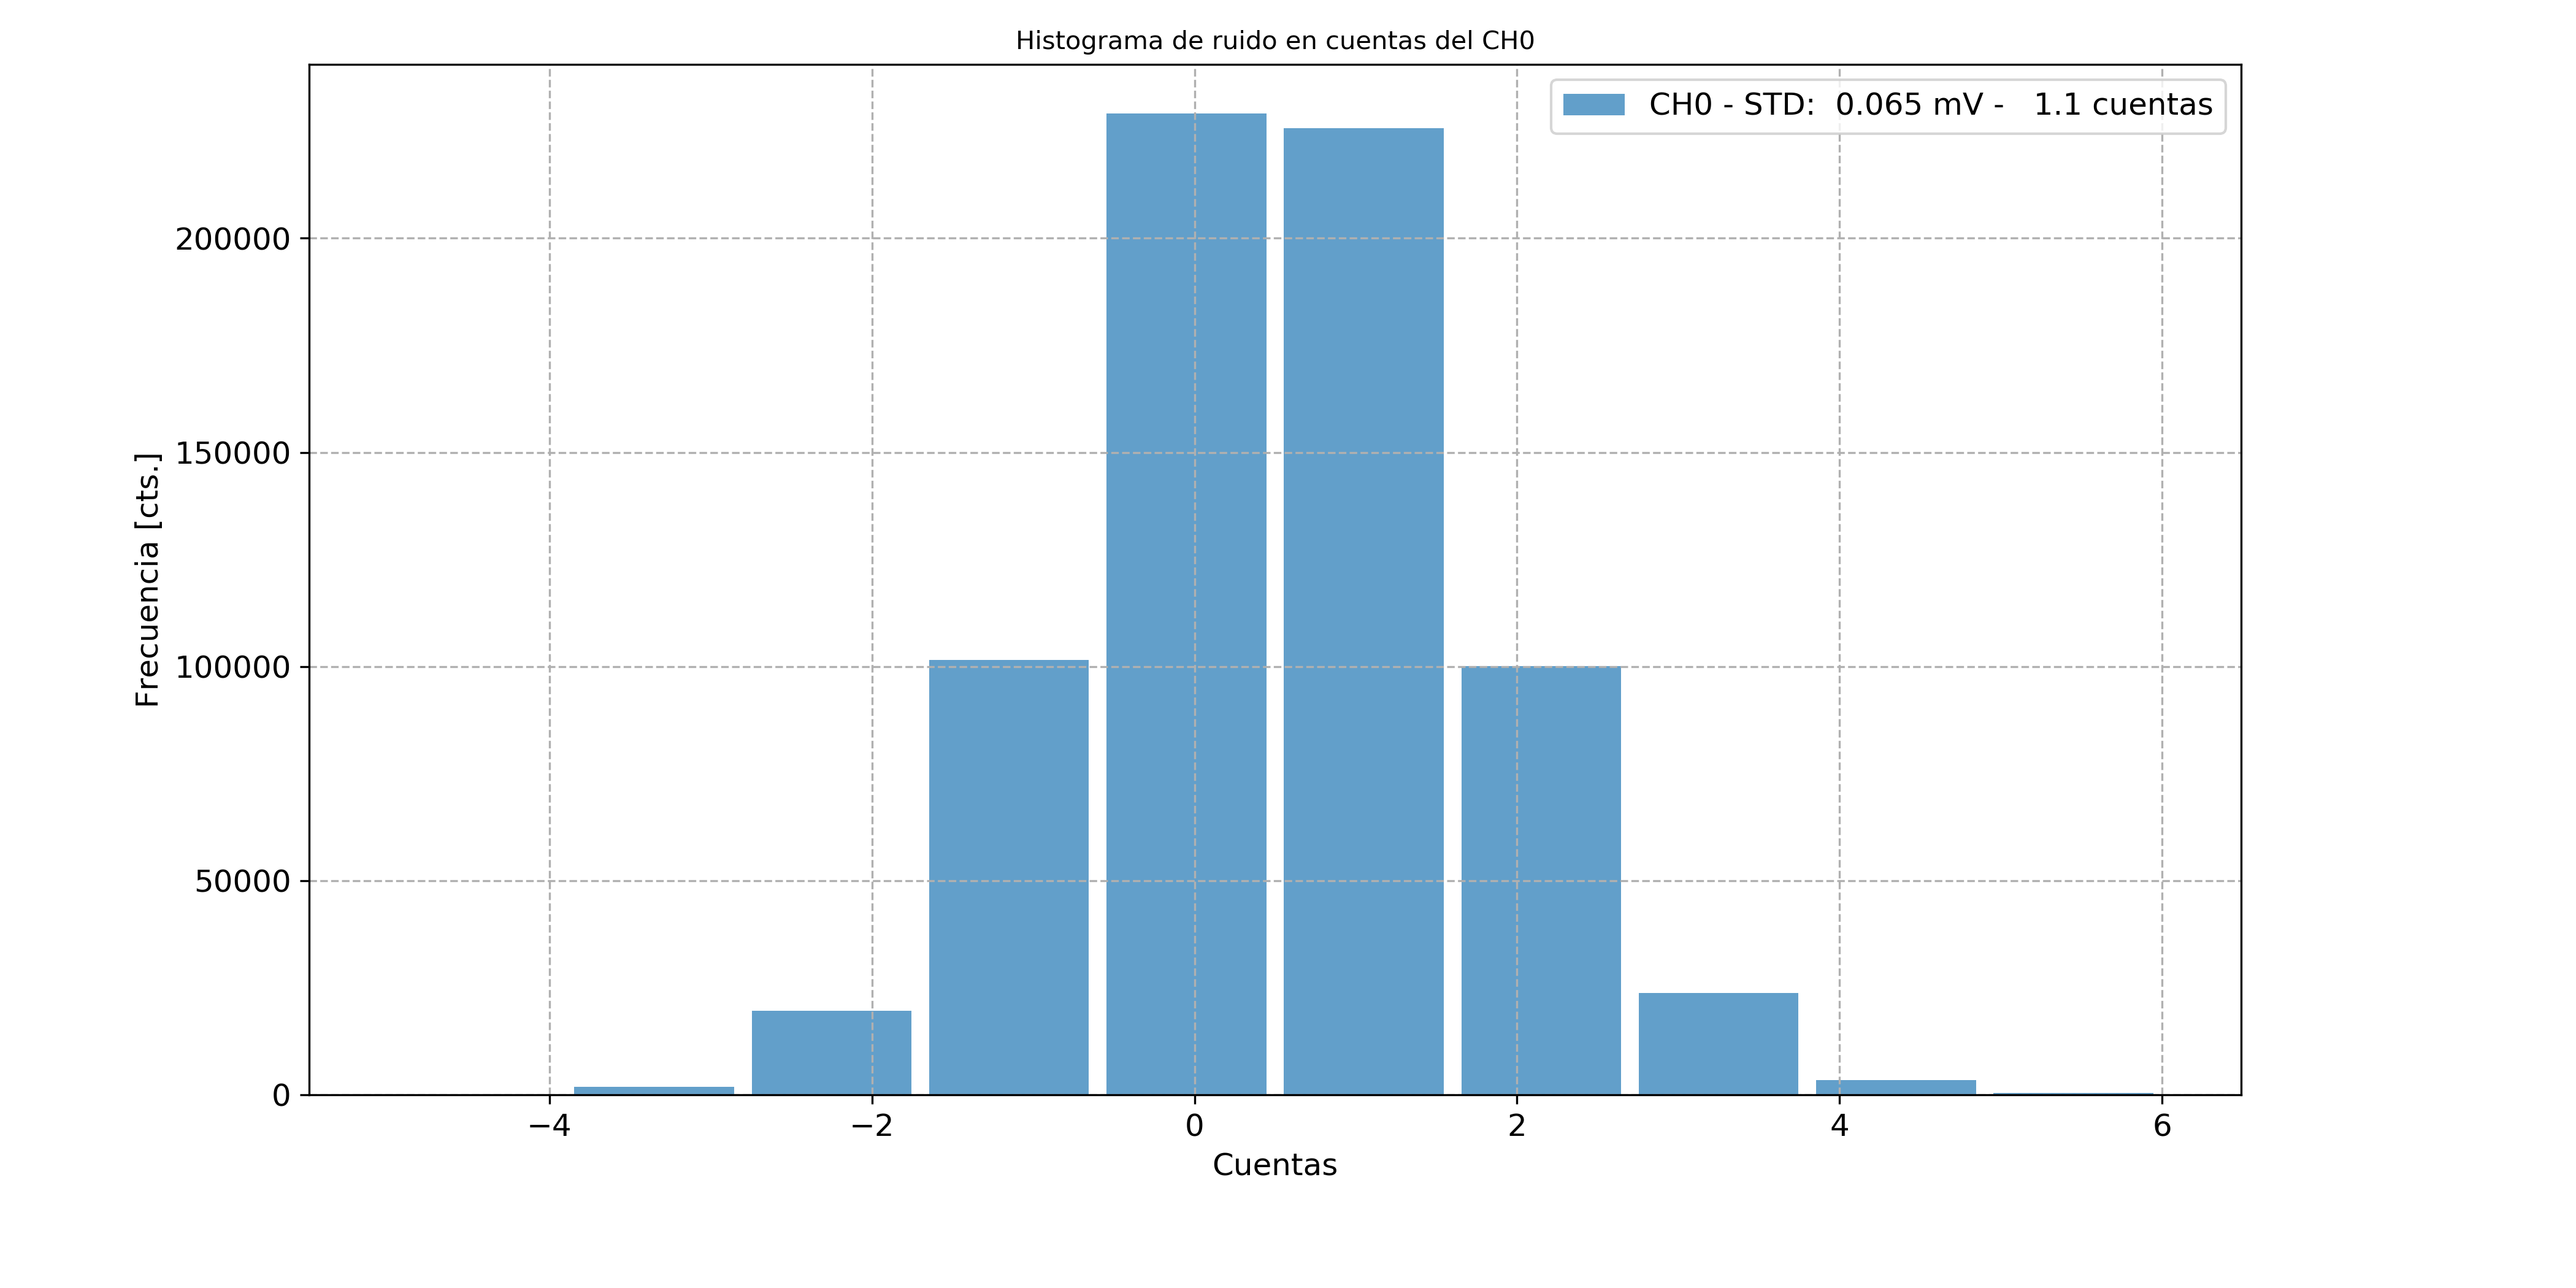 Histograma de ruido en cuentas del CH0
CH0 - STD:  0.065 mV -   1.1 cuentas
Frecuencia [cts.]
200000
150000
100000
50000
0
−4 −2 0 2 4 6
Cuentas